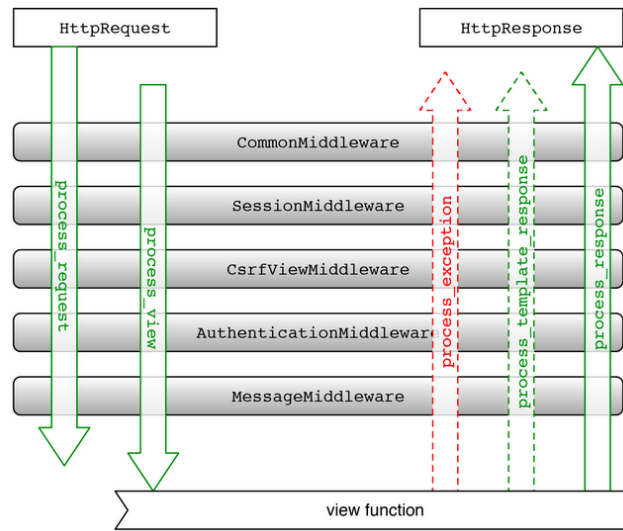 HttpRequest
HttpResponse
CommonMiddleware
SessionMiddleware
CsrfViewMiddleware
AuthenticationMiddleware
MessageMiddleware
process_request
process_view
process_exception
process_template_response
process_response
view function